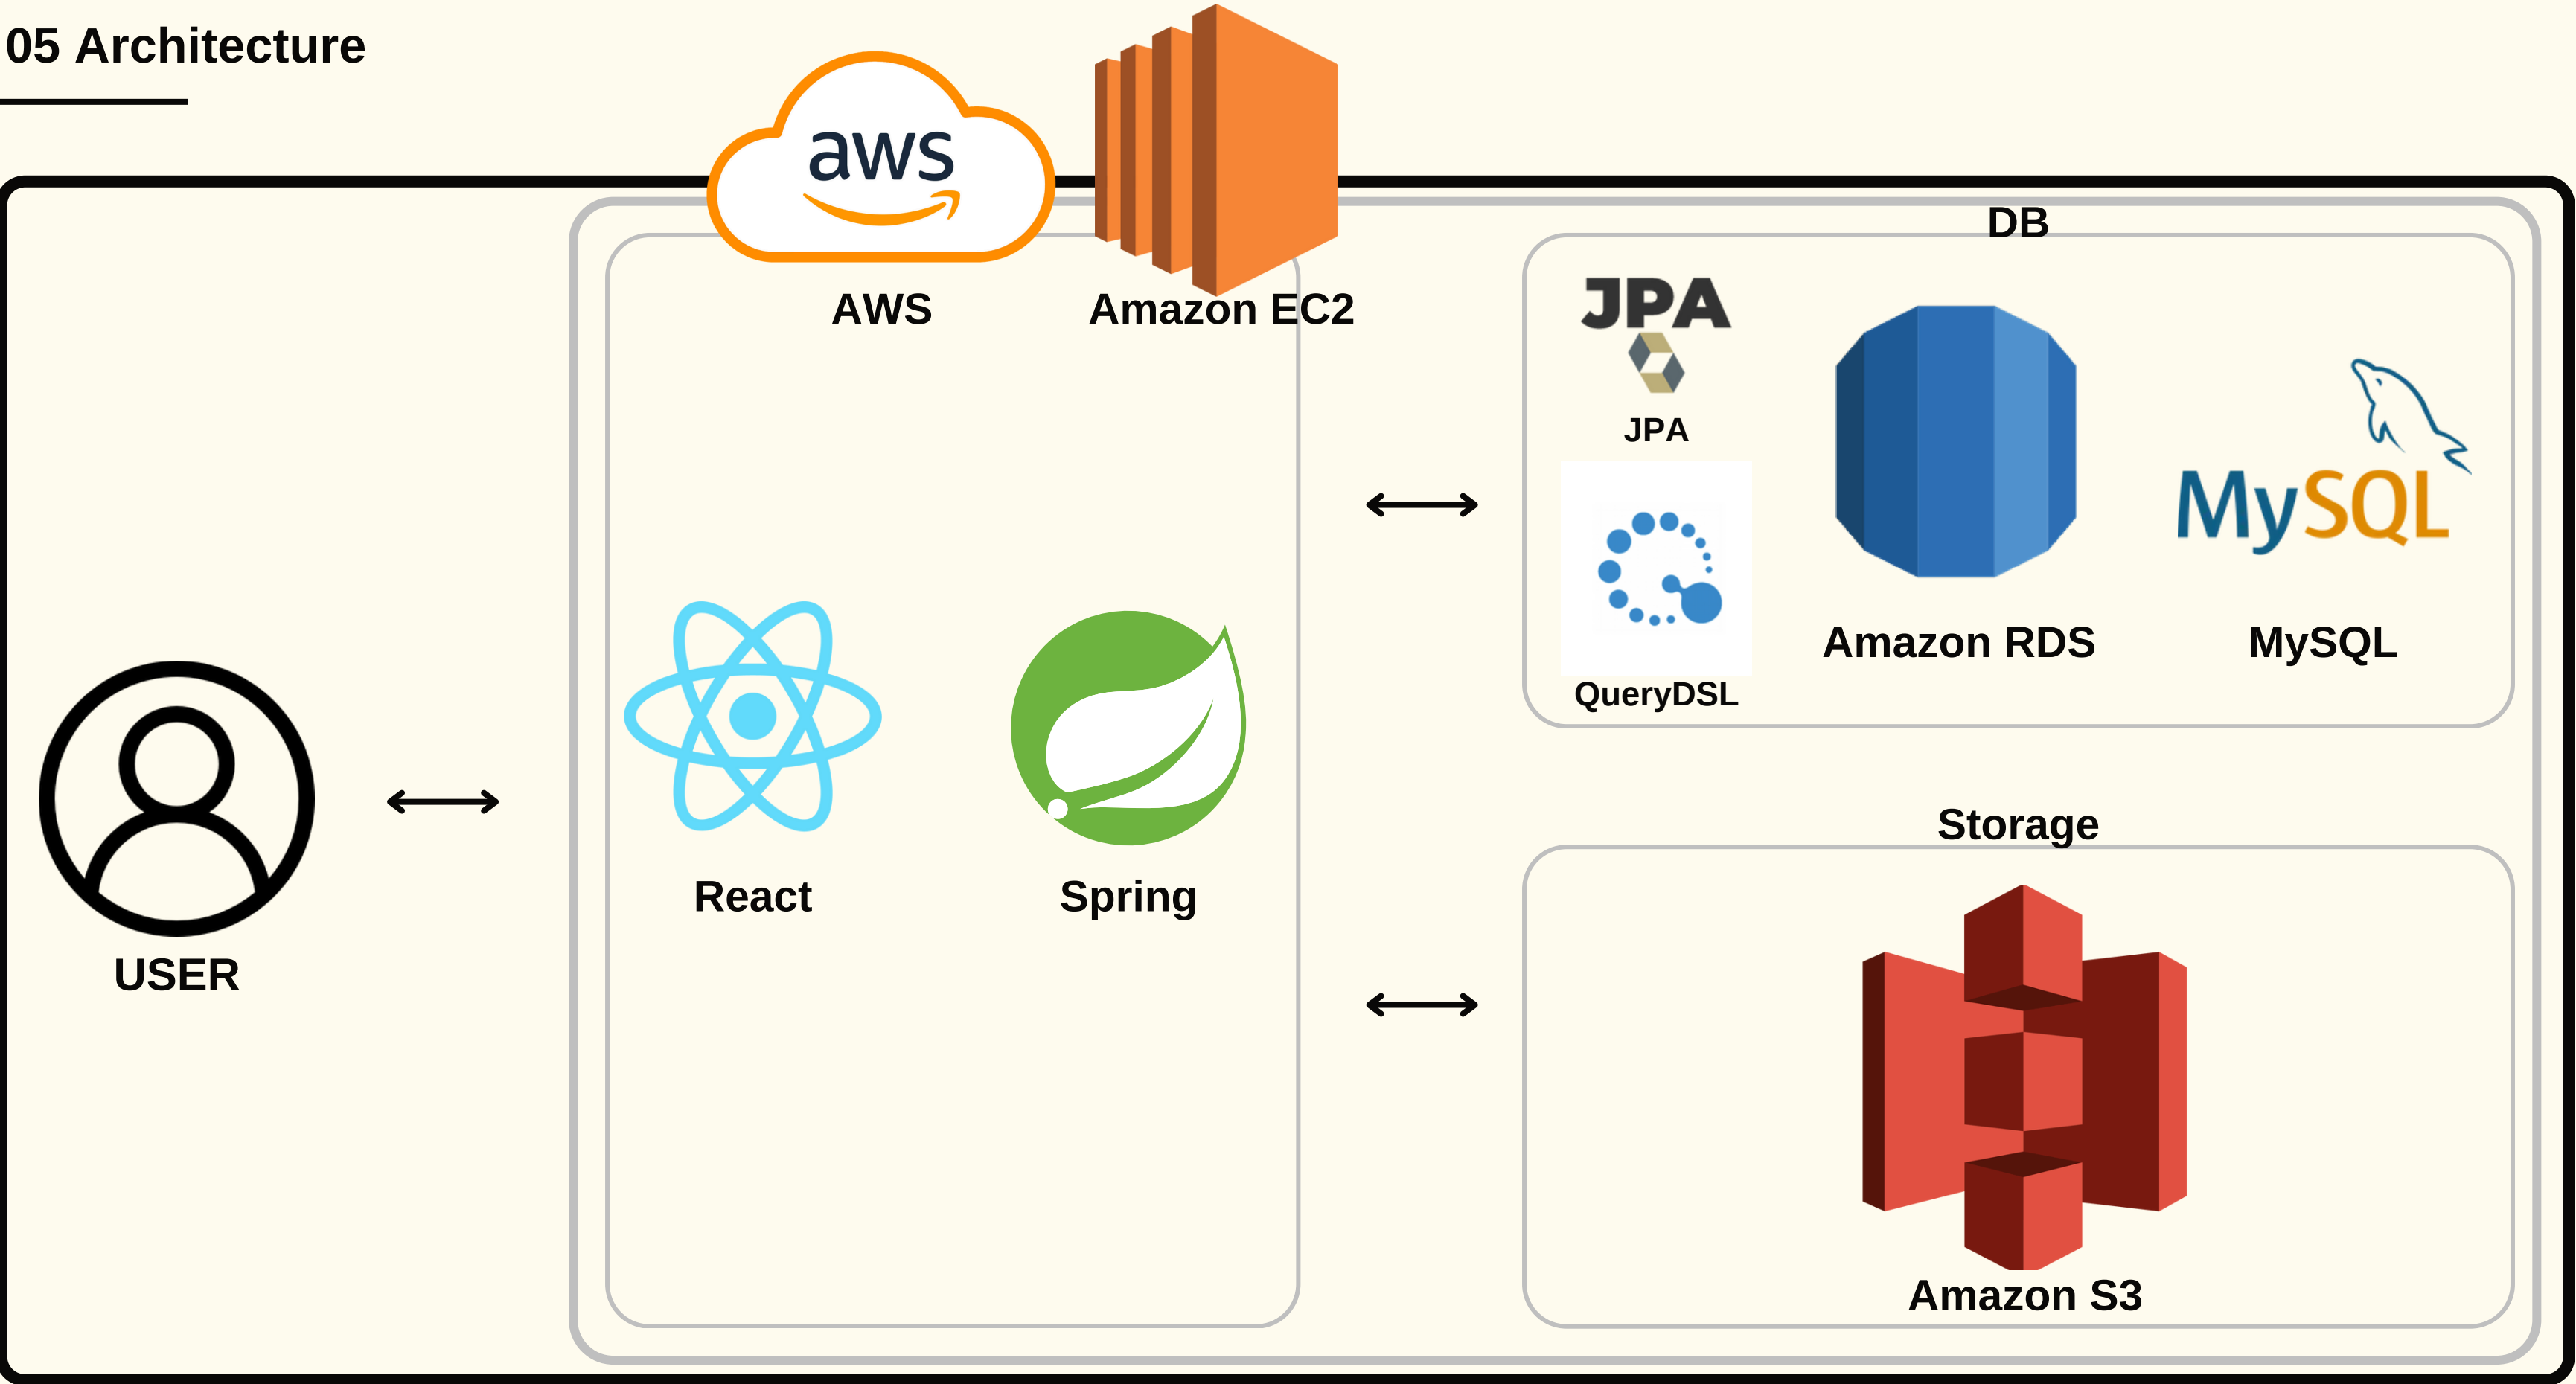 05 Architecture
aws
AWS
Amazon EC2
DB
JPA
JPA
QueryDSL
Amazon RDS
MySQL
MySQL
USER
React
Spring
Storage
Amazon S3